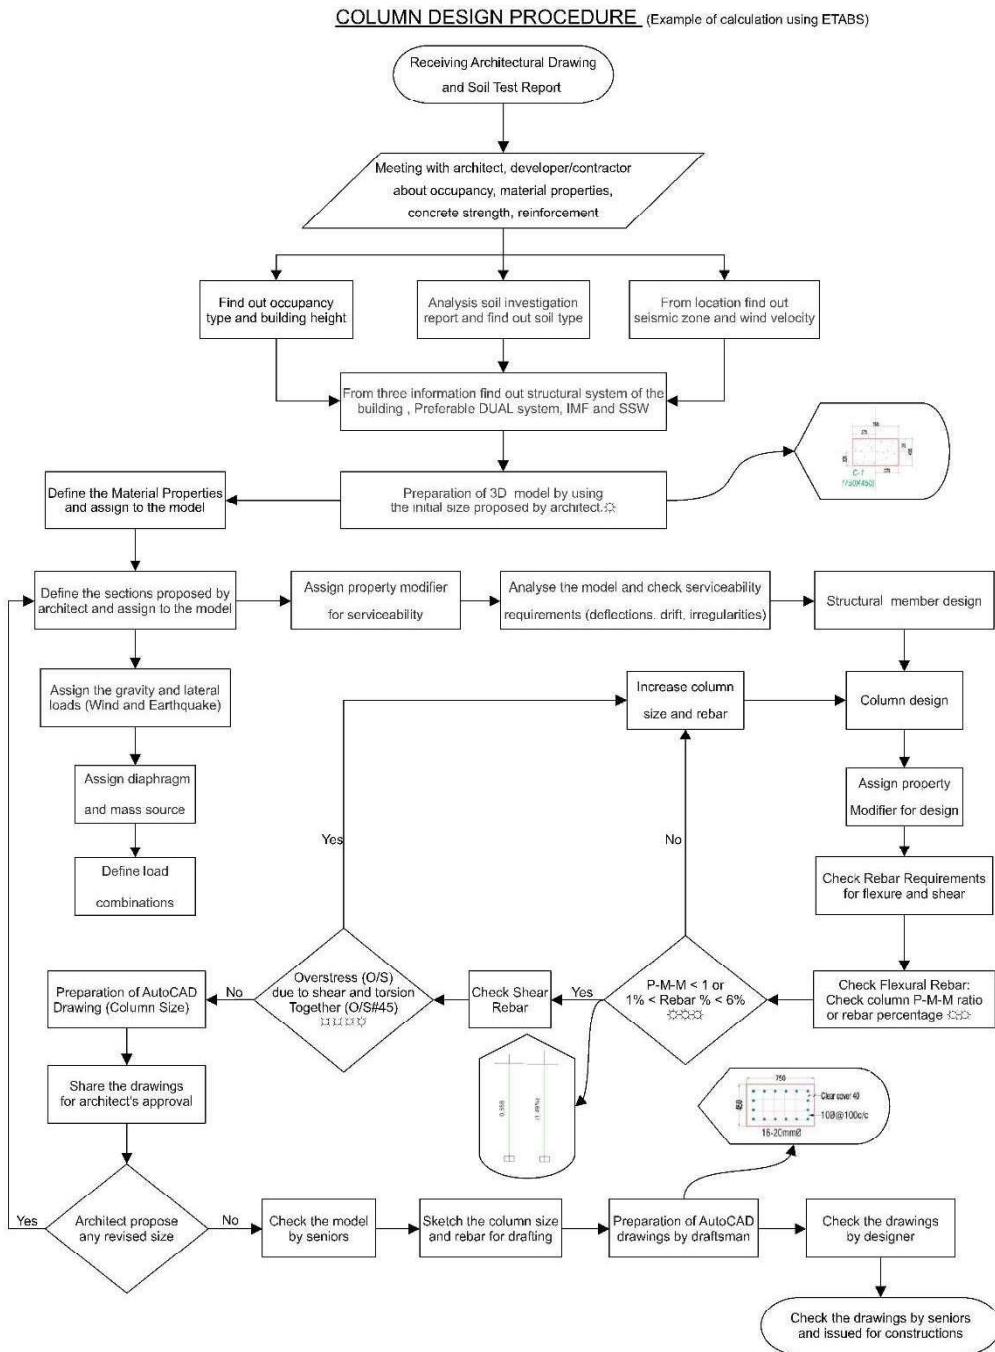 COLUMN DESIGN PROCEDURE (Example of calculation using ETABS)
Receiving Architectural Drawing
and Soil Test Report
Meeting with architect, developer/contractor
about occupancy, material properties,
concrete strength, reinforcement
Find out occupancy
type and building height
Analysis soil investigation
report and find out soil type
From location find out
seismic zone and wind velocity
From three information find out structural system of the
building , Preferable DUAL system, IMF and SSW
C-1
Preparation of 3D model by using
the initial size proposed by architect.
Define the Material Properties
and assign to the model
Define the sections proposed by
architect and assign to the model
Assign property modifier
for serviceability
Analyse the model and check serviceability
requirements (deflections. drift, irregularities)
Structural member design
Assign the gravity and lateral
loads (Wind and Earthquake)
Increase column
size and rebar
Column design
Assign diaphragm
and mass source
Assign property
Modifier for design
Yes
No
Define load
combinations
Check Rebar Requirements
for flexure and shear
Preparation of AutoCAD
Drawing (Column Size)
No
Overstress (O/S)
due to shear and torsion
Together (O/S#45)
Check Shear
Rebar
Yes
P-M-M < 1 or
1% < Rebar % < 6%
Check Flexural Rebar:
Check column P-M-M ratio
or rebar percentage
Share the drawings
for architect's approval
750
450
Clear cover 40
10Ø@100c/c
16-20mmØ
Yes
Architect propose
any revised size
No
Check the model
by seniors
Sketch the column size
and rebar for drafting
Preparation of AutoCAD
drawings by draftsman
Check the drawings
by designer
Check the drawings by seniors
and issued for constructions